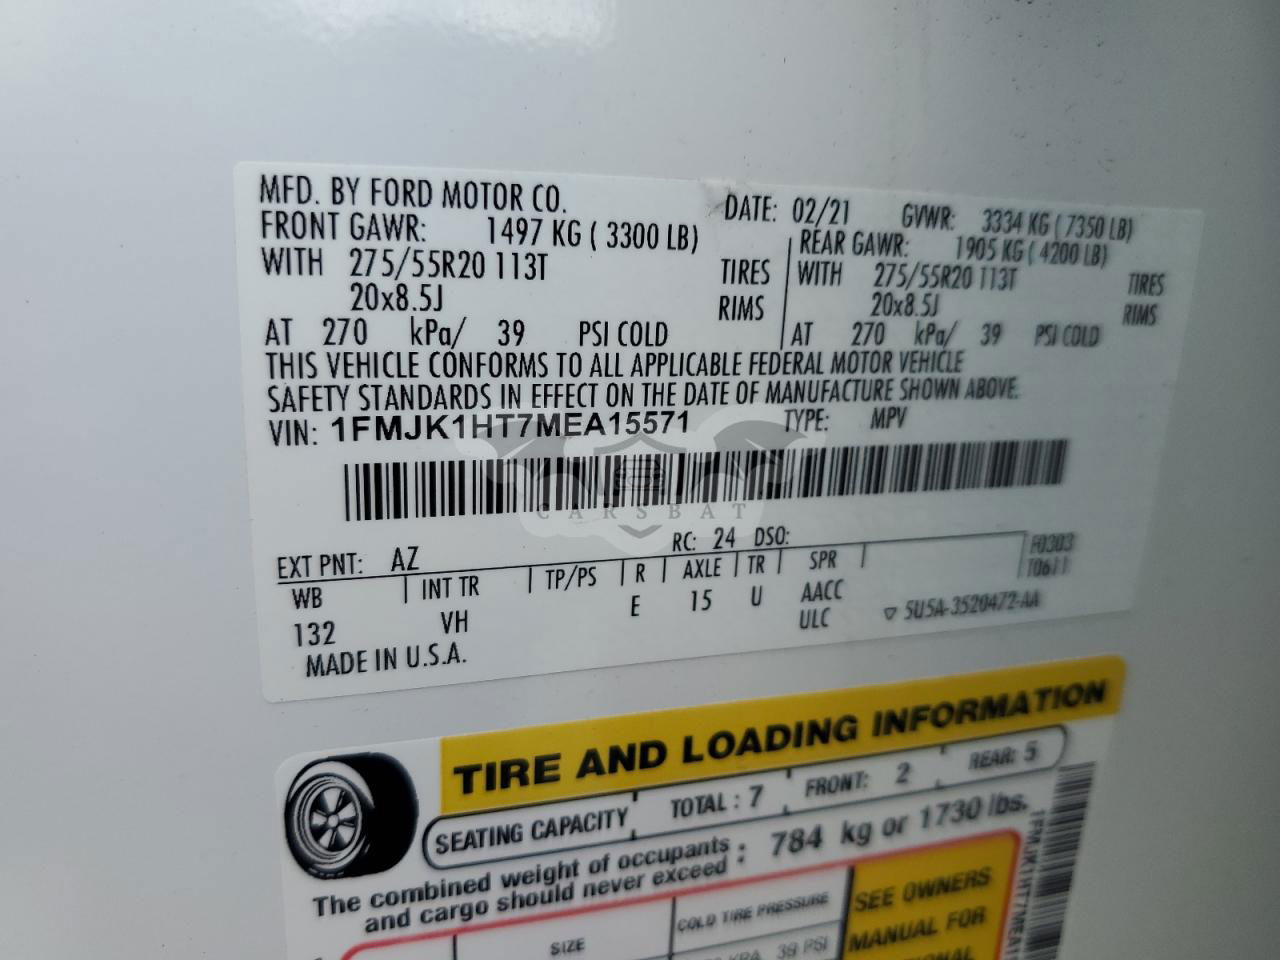 MFD. BY FORD MOTOR CO.
DATE: 02/21 GVWR: 3334 KG ( 7350 LB)
FRONT GAWR: 1497 KG ( 3300 LB)
REAR GAWR: 1905 KG ( 4200 LB)
WITH 275/55R20 113T TIRES
WITH 275/55R20 113T TIRES
20x8.5J RIMS
20x8.5J RIMS
AT 270 kPa/ 39 PSI COLD
AT 270 kPa/ 39 PSI COLD
THIS VEHICLE CONFORMS TO ALL APPLICABLE FEDERAL MOTOR VEHICLE
SAFETY STANDARDS IN EFFECT ON THE DATE OF MANUFACTURE SHOWN ABOVE.
VIN: 1FMJK1HT7MEA15571 TYPE: MPV
CARSBAT
EXT PNT: AZ RC: 24 DSO:
WB INT TR TP/PS R AXLE TR SPR
F0303
T0611
132 VH E 15 U AACC
ULC
5U5A-3520472-AA
MADE IN U.S.A.
TIRE AND LOADING INFORMATION
SEATING CAPACITY TOTAL : 7 FRONT: 2 REAR: 5
The combined weight of occupants
and cargo should never exceed : 784 kg or 1730 lbs.
SIZE
COLD TIRE PRESSURE
KPA, 39 PSI
SEE OWNERS
MANUAL FOR